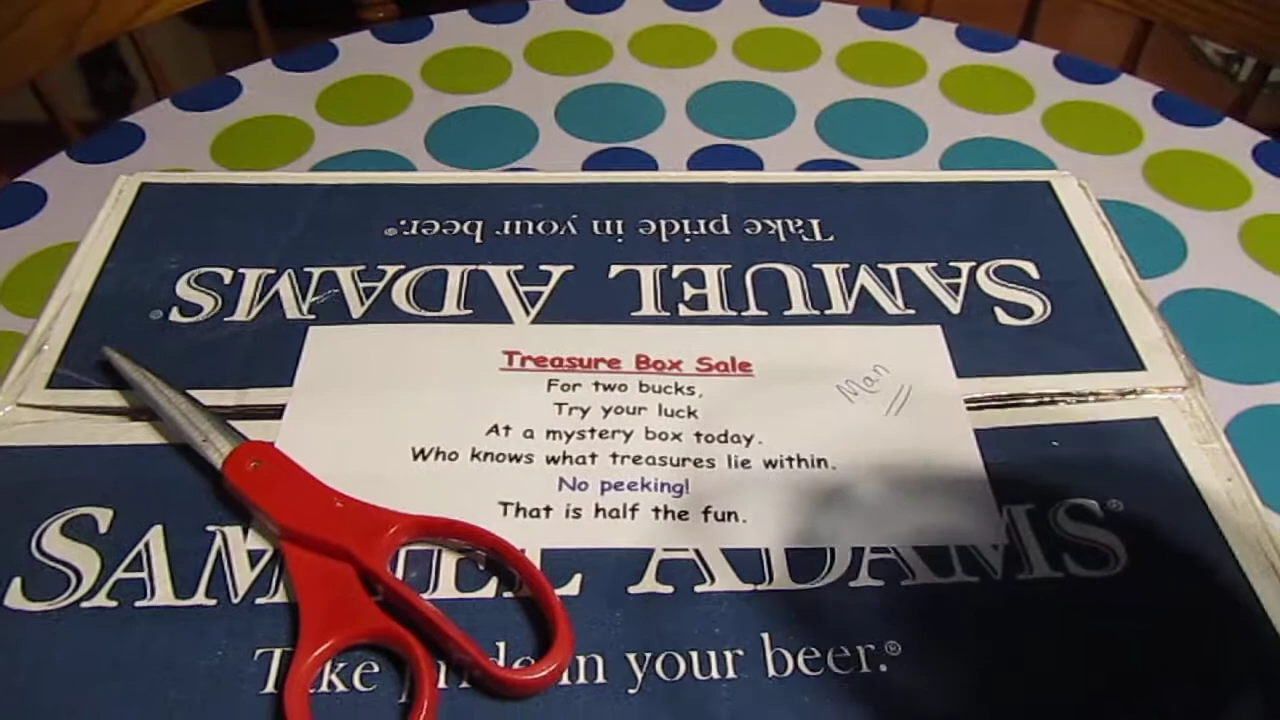 Take pride in your beer.®
SAMUEL ADAMS®
Treasure Box Sale
For two bucks,
Try your luck
At a mystery box today.
Who knows what treasures lie within.
No peeking!
That is half the fun.
Man
SAMUEL ADAMS®
Take pride in your beer.®